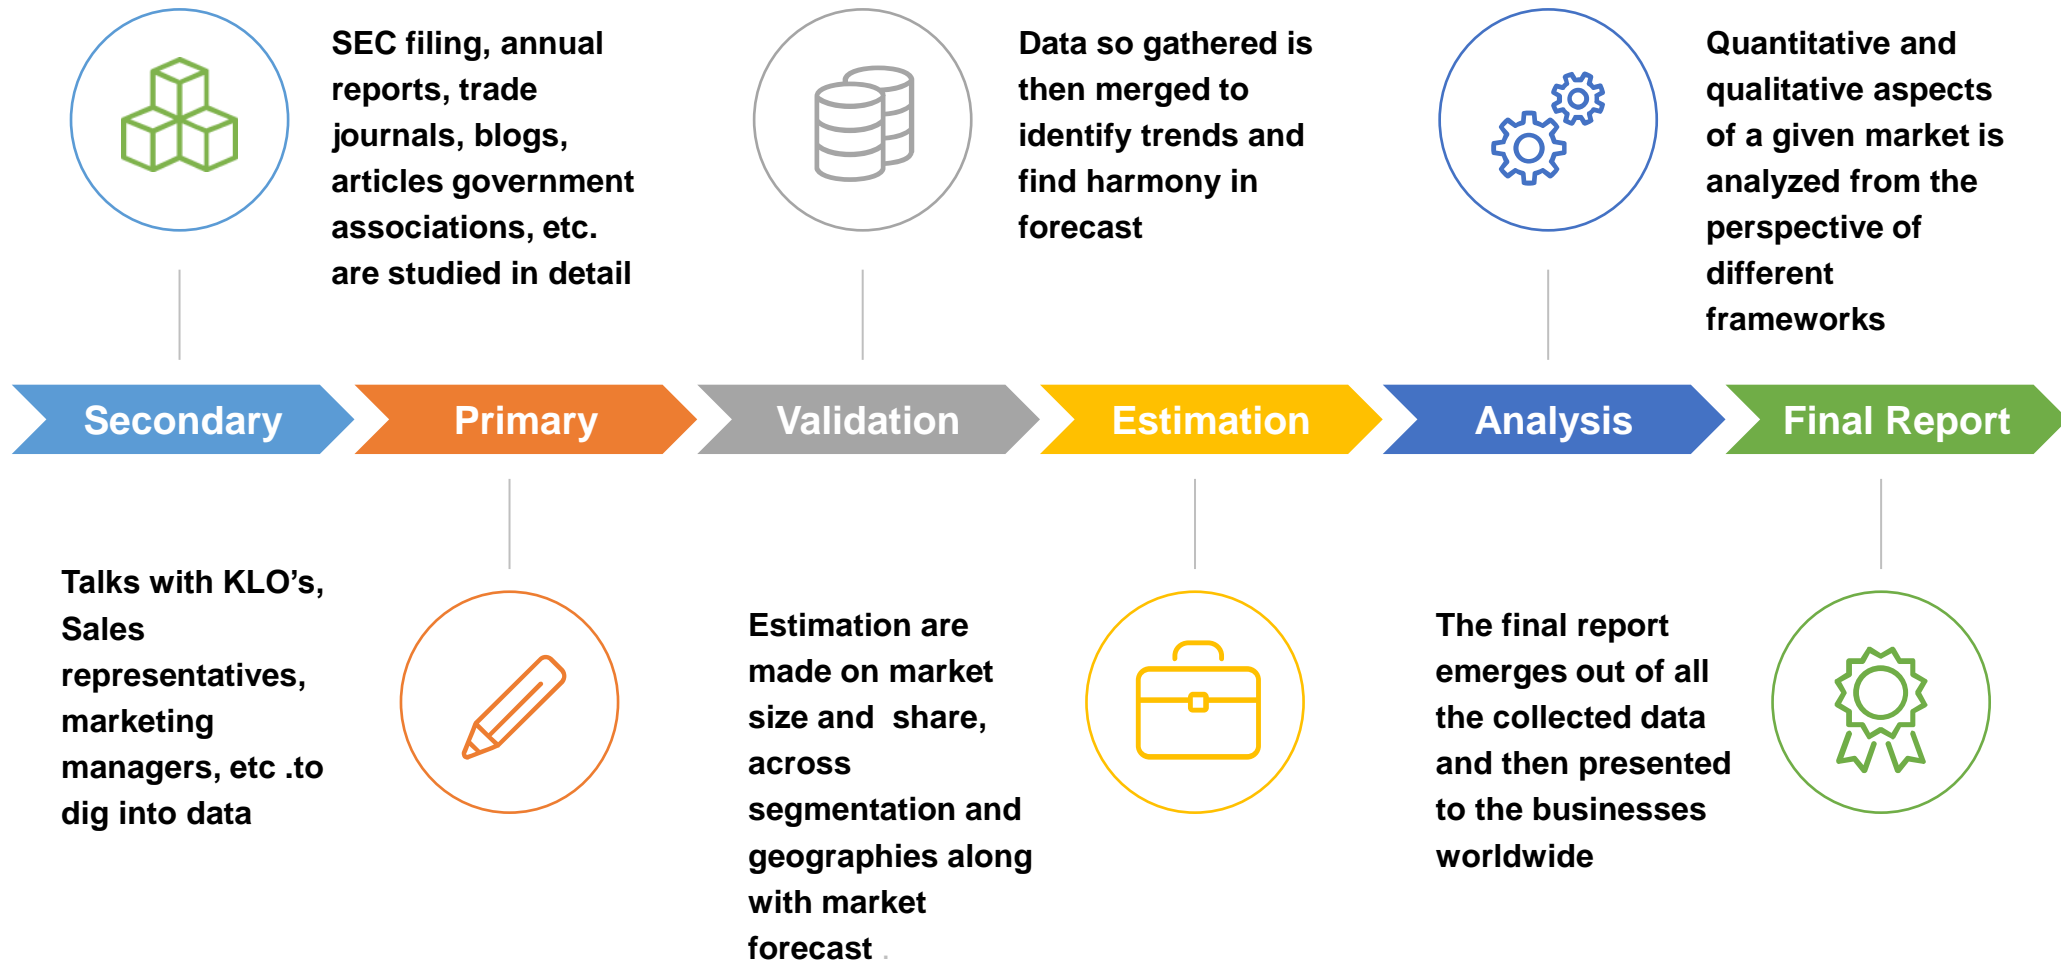 SEC filing, annual
reports, trade
journals, blogs,
articles government
associations, etc.
are studied in detail
Data so gathered is
then merged to
identify trends and
find harmony in
forecast
Quantitative and
qualitative aspects
of a given market is
analyzed from the
perspective of
different
frameworks
Secondary
Primary
Validation
Estimation
Analysis
Final Report
Talks with KLO’s,
Sales
representatives,
marketing
managers, etc .to
dig into data
Estimation are
made on market
size and  share,
across
segmentation and
geographies along
with market
forecast .
The final report
emerges out of all
the collected data
and then presented
to the businesses
worldwide